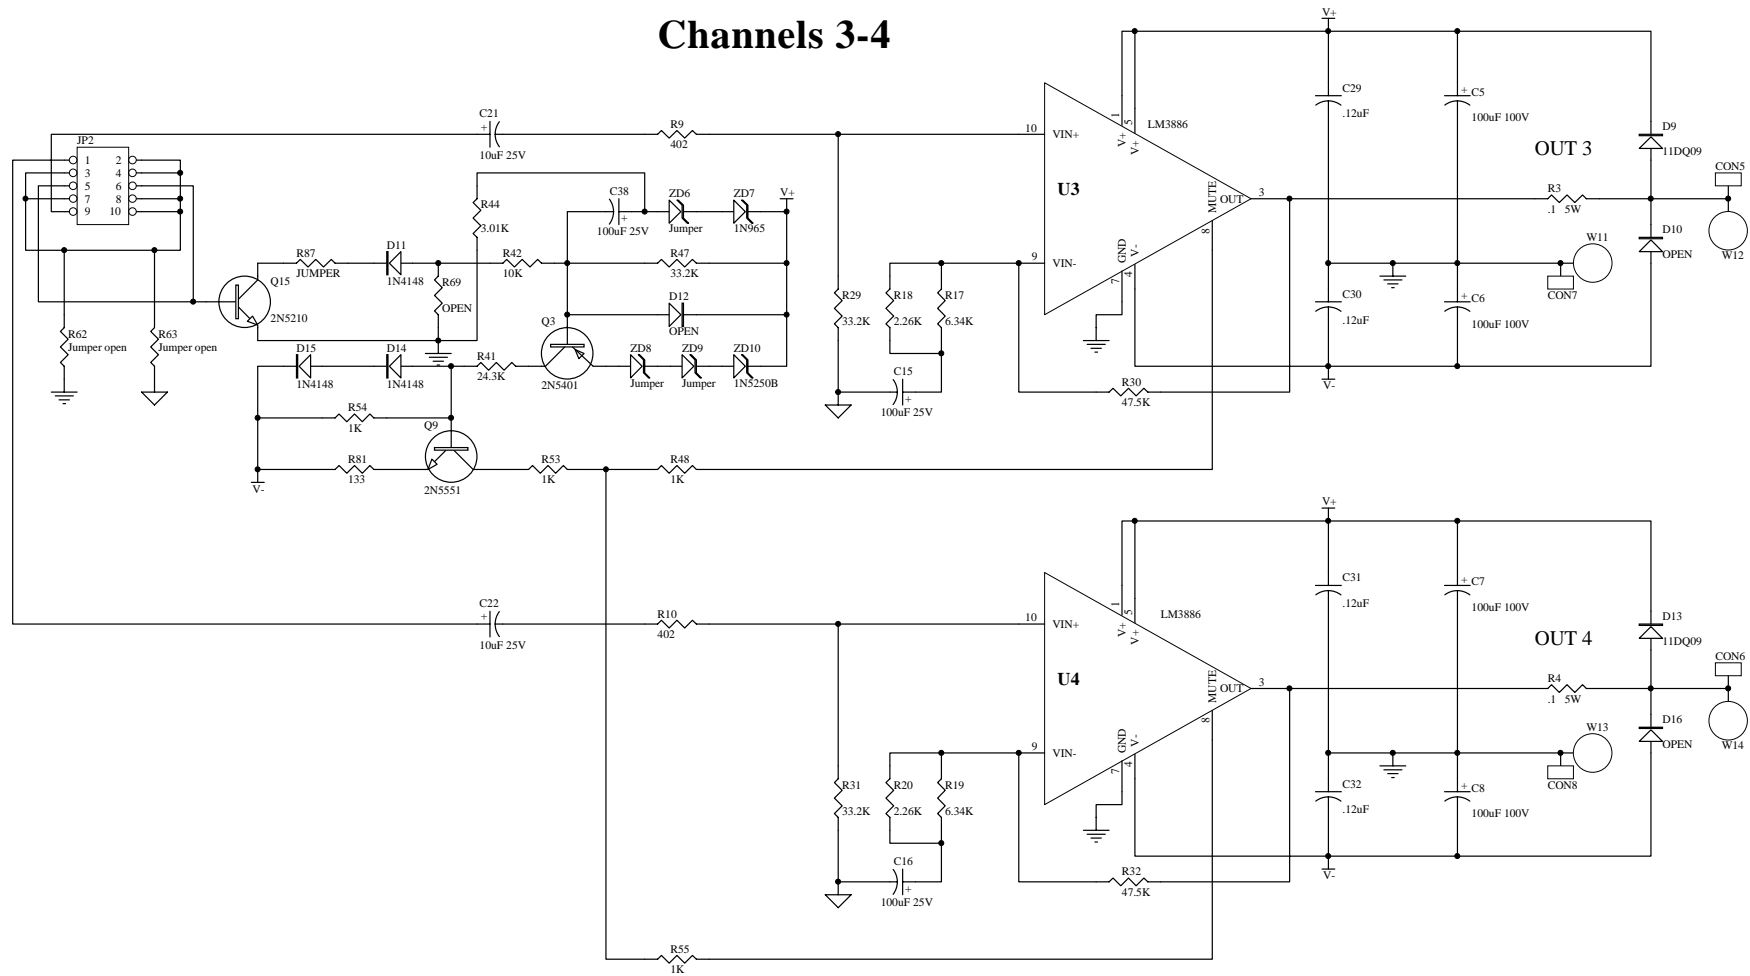 Channels 3-4
V+
C29
.12uF
+ C5
100uF 100V
D9
11DQ09
OUT 3
C21
+
10uF 25V
R9
402
10 VIN+
1
V+
5
V+
LM3886
U3
MUTE
OUT
3
8
R3
.1 5W
CON5
W12
D10
OPEN
W11
CON7
JP2
1 2
3 4
5 6
7 8
9 10
R44
3.01K
C38
+
100uF 25V
ZD6
Jumper
ZD7
1N965
V+
R87
JUMPER
D11
1N4148
R42
10K
R47
33.2K
R69
OPEN
Q15
2N5210
D12
OPEN
9 VIN-
GND
7
V-
4
R29
33.2K
R18
2.26K
R17
6.34K
C30
.12uF
+ C6
100uF 100V
R62
Jumper open
R63
Jumper open
Q3
2N5401
D15
1N4148
D14
1N4148
R41
24.3K
ZD8
Jumper
ZD9
Jumper
ZD10
1N5250B
C15
+
100uF 25V
R30
47.5K
V-
R54
1K
Q9
2N5551
R81
133
V-
R53
1K
R48
1K
V+
C31
.12uF
+ C7
100uF 100V
D13
11DQ09
OUT 4
C22
+
10uF 25V
R10
402
10 VIN+
1
V+
5
V+
LM3886
U4
MUTE
OUT
3
8
R4
.1 5W
CON6
W14
D16
OPEN
W13
CON8
9 VIN-
GND
7
V-
4
R31
33.2K
R20
2.26K
R19
6.34K
C32
.12uF
+ C8
100uF 100V
C16
+
100uF 25V
R32
47.5K
V-
R55
1K